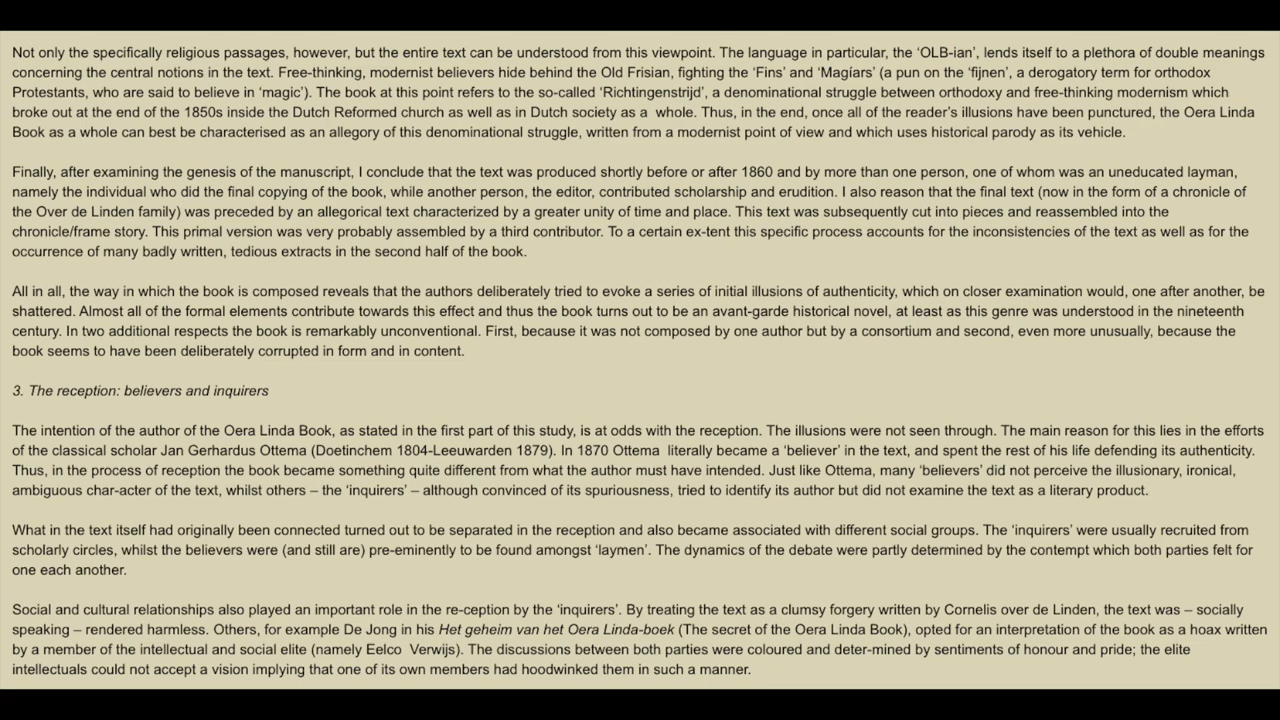 Not only the specifically religious passages, however, but the entire text can be understood from this viewpoint. The language in particular, the ‘OLB-ian’, lends itself to a plethora of double meanings
concerning the central notions in the text. Free-thinking, modernist believers hide behind the Old Frisian, fighting the ‘Fins’ and ‘Magíars’ (a pun on the ‘fijnen’, a derogatory term for orthodox
Protestants, who are said to believe in ‘magic’). The book at this point refers to the so-called ‘Richtingenstrijd’, a denominational struggle between orthodoxy and free-thinking modernism which
broke out at the end of the 1850s inside the Dutch Reformed church as well as in Dutch society as a  whole. Thus, in the end, once all of the reader’s illusions have been punctured, the Oera Linda
Book as a whole can best be characterised as an allegory of this denominational struggle, written from a modernist point of view and which uses historical parody as its vehicle.
Finally, after examining the genesis of the manuscript, I conclude that the text was produced shortly before or after 1860 and by more than one person, one of whom was an uneducated layman,
namely the individual who did the final copying of the book, while another person, the editor, contributed scholarship and erudition. I also reason that the final text (now in the form of a chronicle of
the Over de Linden family) was preceded by an allegorical text characterized by a greater unity of time and place. This text was subsequently cut into pieces and reassembled into the
chronicle/frame story. This primal version was very probably assembled by a third contributor. To a certain ex-tent this specific process accounts for the inconsistencies of the text as well as for the
occurrence of many badly written, tedious extracts in the second half of the book.
All in all, the way in which the book is composed reveals that the authors deliberately tried to evoke a series of initial illusions of authenticity, which on closer examination would, one after another, be
shattered. Almost all of the formal elements contribute towards this effect and thus the book turns out to be an avant-garde historical novel, at least as this genre was understood in the nineteenth
century. In two additional respects the book is remarkably unconventional. First, because it was not composed by one author but by a consortium and second, even more unusually, because the
book seems to have been deliberately corrupted in form and in content.
3. The reception: believers and inquirers
The intention of the author of the Oera Linda Book, as stated in the first part of this study, is at odds with the reception. The illusions were not seen through. The main reason for this lies in the efforts
of the classical scholar Jan Gerhardus Ottema (Doetinchem 1804-Leeuwarden 1879). In 1870 Ottema  literally became a ‘believer’ in the text, and spent the rest of his life defending its authenticity.
Thus, in the process of reception the book became something quite different from what the author must have intended. Just like Ottema, many ‘believers’ did not perceive the illusionary, ironical,
ambiguous char-acter of the text, whilst others – the ‘inquirers’ – although convinced of its spuriousness, tried to identify its author but did not examine the text as a literary product.
What in the text itself had originally been connected turned out to be separated in the reception and also became associated with different social groups. The ‘inquirers’ were usually recruited from
scholarly circles, whilst the believers were (and still are) pre-eminently to be found amongst ‘laymen’. The dynamics of the debate were partly determined by the contempt which both parties felt for
one each another.
Social and cultural relationships also played an important role in the re-ception by the ‘inquirers’. By treating the text as a clumsy forgery written by Cornelis over de Linden, the text was – socially
speaking – rendered harmless. Others, for example De Jong in his Het geheim van het Oera Linda-boek (The secret of the Oera Linda Book), opted for an interpretation of the book as a hoax written
by a member of the intellectual and social elite (namely Eelco  Verwijs). The discussions between both parties were coloured and deter-mined by sentiments of honour and pride; the elite
intellectuals could not accept a vision implying that one of its own members had hoodwinked them in such a manner.